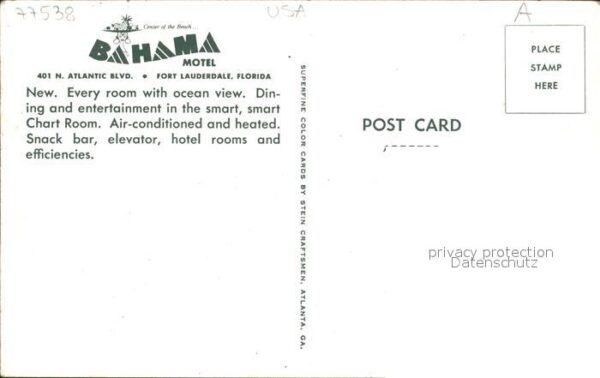 77538
USA
A
Center of the Beach...
BAHAMA
MOTEL
401 N. ATLANTIC BLVD. • FORT LAUDERDALE, FLORIDA
New. Every room with ocean view. Din-
ing and entertainment in the smart, smart
Chart Room. Air-conditioned and heated.
Snack bar, elevator, hotel rooms and
efficiencies.
SUPERFINE COLOR CARDS BY STEIN CRAFTSMEN, ATLANTA, GA.
PLACE
STAMP
HERE
POST CARD
privacy protection
Datenschutz